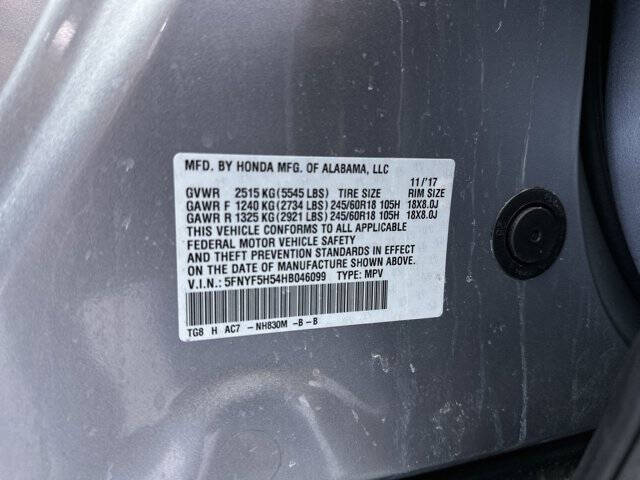 MFD. BY HONDA MFG. OF ALABAMA, LLC 11/'17
GVWR 2515 KG(5545 LBS) TIRE SIZE RIM SIZE
GAWR F 1240 KG(2734 LBS) 245/60R18 105H 18X8.0J
GAWR R 1325 KG(2921 LBS) 245/60R18 105H 18X8.0J
THIS VEHICLE CONFORMS TO ALL APPLICABLE
FEDERAL MOTOR VEHICLE SAFETY
AND THEFT PREVENTION STANDARDS IN EFFECT
ON THE DATE OF MANUFACTURE SHOWN ABOVE.
V.I.N.: 5FNYF5H54HB046099 TYPE: MPV
TG8 H AC7 - NH830M -B - B